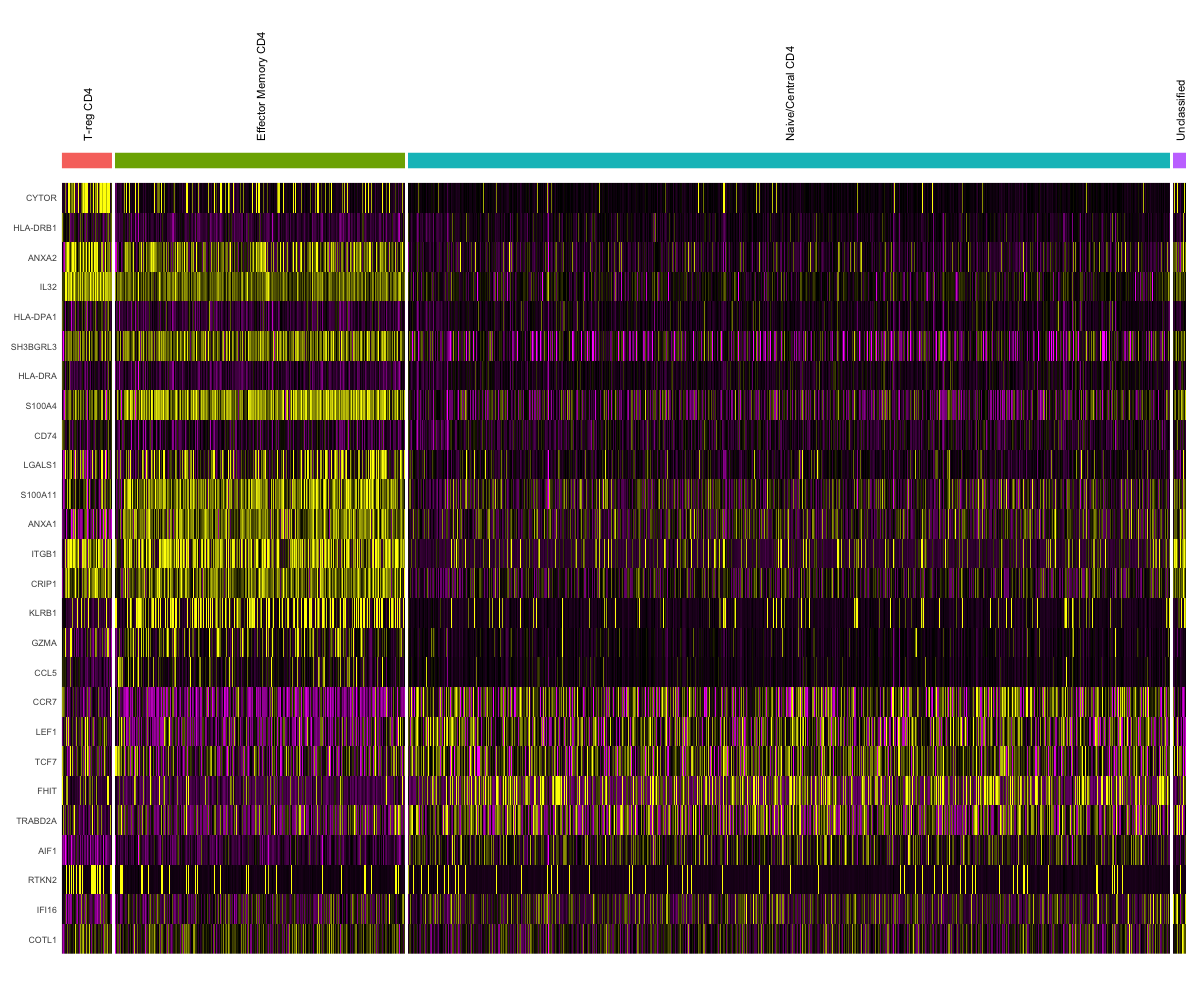 T-reg CD4
Effector Memory CD4
Naive/Central CD4
Unclassified
CYTOR
HLA-DRB1
ANXA2
IL32
HLA-DPA1
SH3BGRL3
HLA-DRA
S100A4
CD74
LGALS1
S100A11
ANXA1
ITGB1
CRIP1
KLRB1
GZMA
CCL5
CCR7
LEF1
TCF7
FHIT
TRABD2A
AIF1
RTKN2
IFI16
COTL1